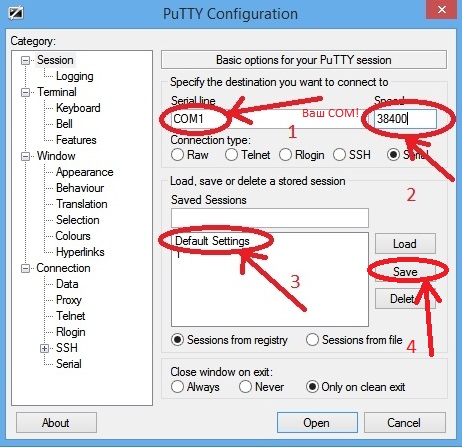 PuTTY Configuration
Category:
Session
Logging
Terminal
Keyboard
Bell
Features
Window
Appearance
Behaviour
Translation
Selection
Colours
Hyperlinks
Connection
Data
Proxy
Telnet
Rlogin
SSH
Serial
Basic options for your PuTTY session
Specify the destination you want to connect to
Serial line
Speed
COM1
Ваш COM!
38400
1
2
Connection type:
Raw Telnet Rlogin SSH Serial
Load, save or delete a stored session
Saved Sessions
Default Settings
1
Load
Save
Delete
3
4
Sessions from registry Sessions from file
Close window on exit:
Always Never Only on clean exit
About Open Cancel